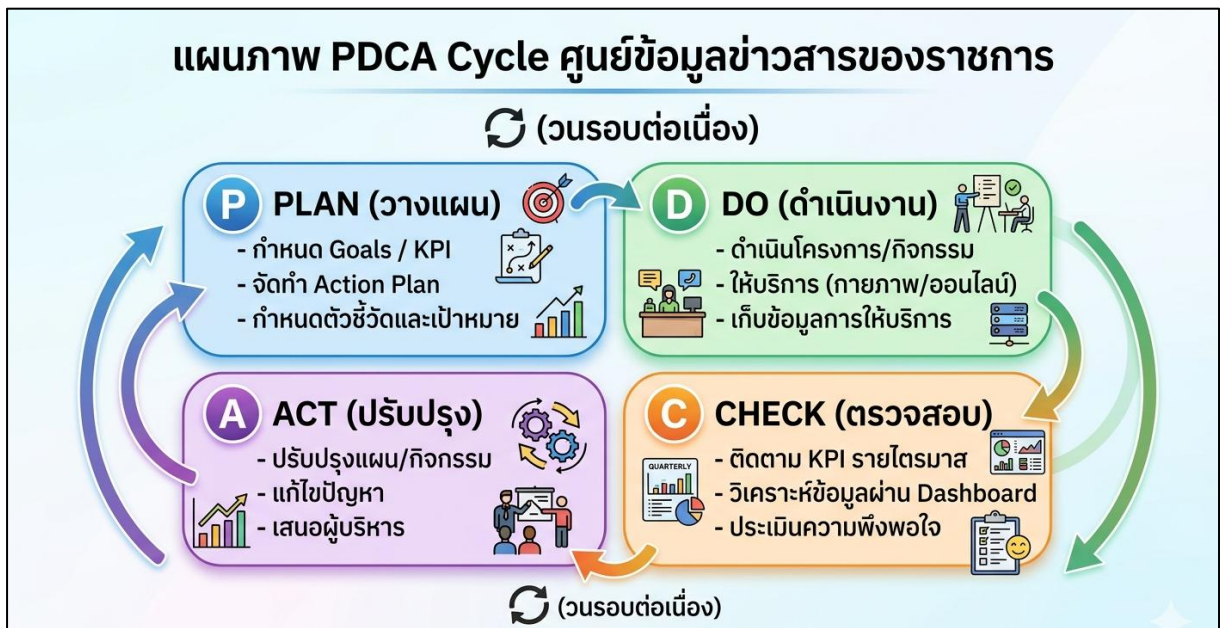 แผนภาพ PDCA Cycle ศูนย์ข้อมูลข่าวสารของราชการ
(วนรอบต่อเนื่อง)
P PLAN (วางแผน)
- กำหนด Goals / KPI
- จัดทำ Action Plan
- กำหนดตัวชี้วัดและเป้าหมาย
D DO (ดำเนินงาน)
- ดำเนินโครงการ/กิจกรรม
- ให้บริการ (กายภาพ/ออนไลน์)
- เก็บข้อมูลการให้บริการ
A ACT (ปรับปรุง)
- ปรับปรุงแผน/กิจกรรม
- แก้ไขปัญหา
- เสนอผู้บริหาร
C CHECK (ตรวจสอบ)
QUARTERLY
- ติดตาม KPI รายไตรมาส
- วิเคราะห์ข้อมูลผ่าน Dashboard
- ประเมินความพึงพอใจ
(วนรอบต่อเนื่อง)